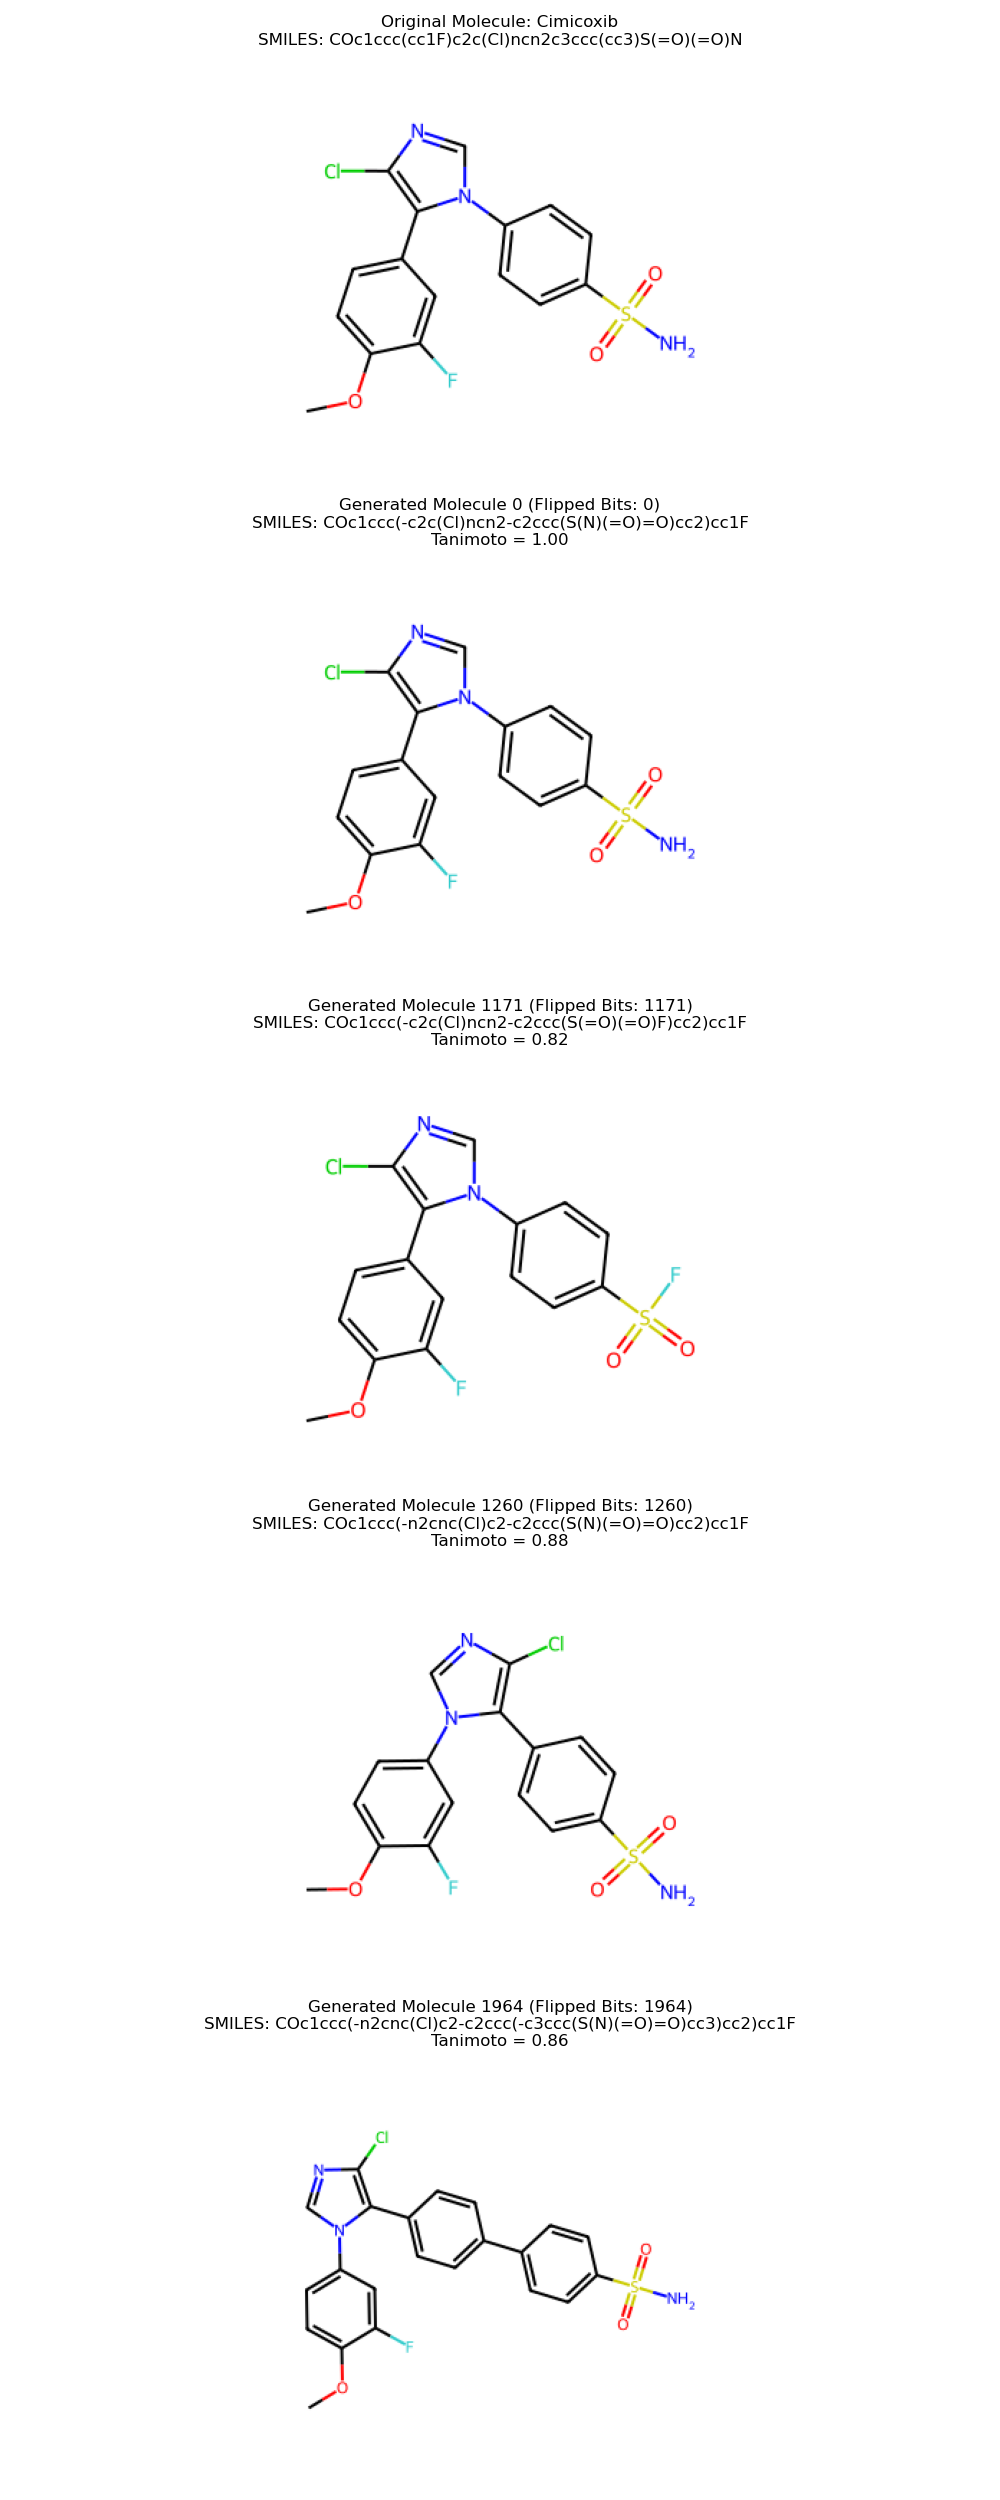 Original Molecule: Cimicoxib
SMILES: COc1ccc(cc1F)c2c(Cl)ncn2c3ccc(cc3)S(=O)(=O)N
N
Cl
N
O
S
O
NH2
F
O
Generated Molecule 0 (Flipped Bits: 0)
SMILES: COc1ccc(-c2c(Cl)ncn2-c2ccc(S(N)(=O)=O)cc2)cc1F
Tanimoto = 1.00
N
Cl
N
O
S
O
NH2
F
O
Generated Molecule 1171 (Flipped Bits: 1171)
SMILES: COc1ccc(-c2c(Cl)ncn2-c2ccc(S(=O)(=O)F)cc2)cc1F
Tanimoto = 0.82
N
Cl
N
F
S
O
O
F
O
Generated Molecule 1260 (Flipped Bits: 1260)
SMILES: COc1ccc(-n2cnc(Cl)c2-c2ccc(S(N)(=O)=O)cc2)cc1F
Tanimoto = 0.88
N
Cl
N
O
S
O
NH2
F
O
Generated Molecule 1964 (Flipped Bits: 1964)
SMILES: COc1ccc(-n2cnc(Cl)c2-c2ccc(-c3ccc(S(N)(=O)=O)cc3)cc2)cc1F
Tanimoto = 0.86
Cl
N
N
O
S
NH2
O
F
O